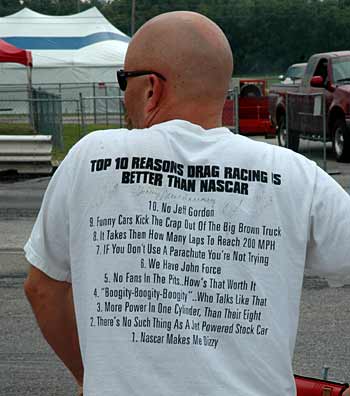 TOP 10 REASONS DRAG RACING IS
BETTER THAN NASCAR
10. No Jeff Gordon
9. Funny Cars Kick The Crap Out Of The Big Bronn Truck
8. It Takes Them How Many Laps To Reach 200 MPH
7. IF You Don't Use A Parachute You're Not Trying
6. We Have John Force
5. No Fans In The Pits..How's That Worth It
4. "Boogity-Boogity-Boogity"..Who Talks Like That
3. More Power In One Cylinder, Than Their Eight
2. There's No Such Thing As A Jet Powered Stock Car
1. Nascar Makes Me Dizzy